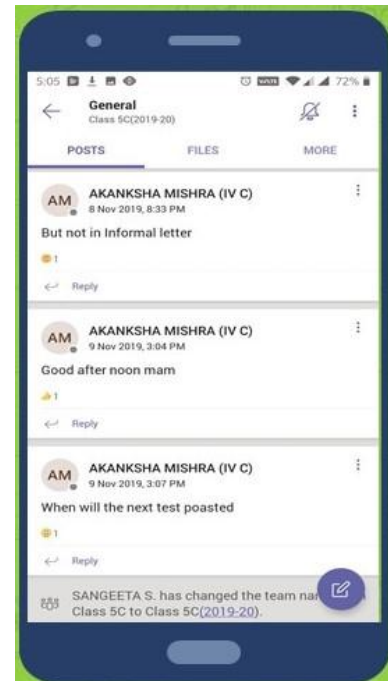 5:05 VoLTE 72%
General
Class 5C(2019-20)
POSTS FILES MORE
AM AKANKSHA MISHRA (IV C)
8 Nov 2019, 8:33 PM
But not in Informal letter
1
Reply
AM AKANKSHA MISHRA (IV C)
9 Nov 2019, 3:04 PM
Good after noon mam
1
Reply
AM AKANKSHA MISHRA (IV C)
9 Nov 2019, 3:07 PM
When will the next test poasted
1
Reply
SANGEETA S. has changed the team
Class 5C to Class 5C(2019-20).